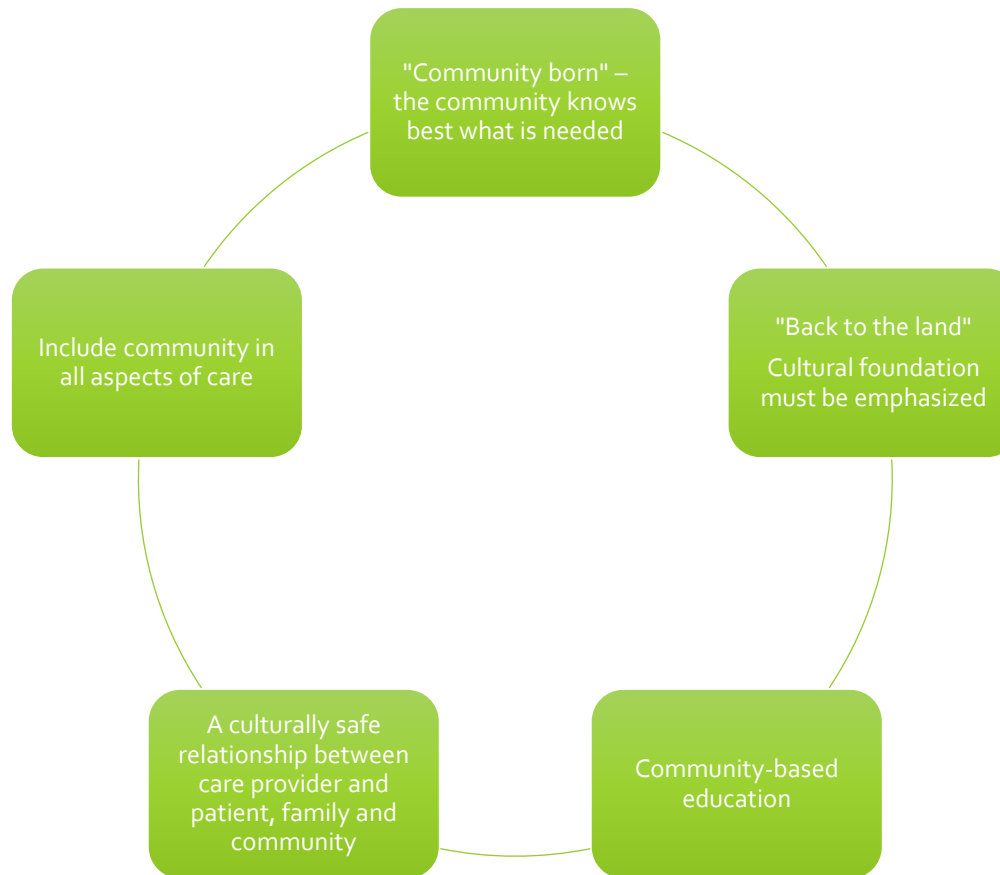 "Community born" –
the community knows
best what is needed
"Back to the land"
Cultural foundation
must be emphasized
Community-based
education
A culturally safe
relationship between
care provider and
patient, family and
community
Include community in
all aspects of care